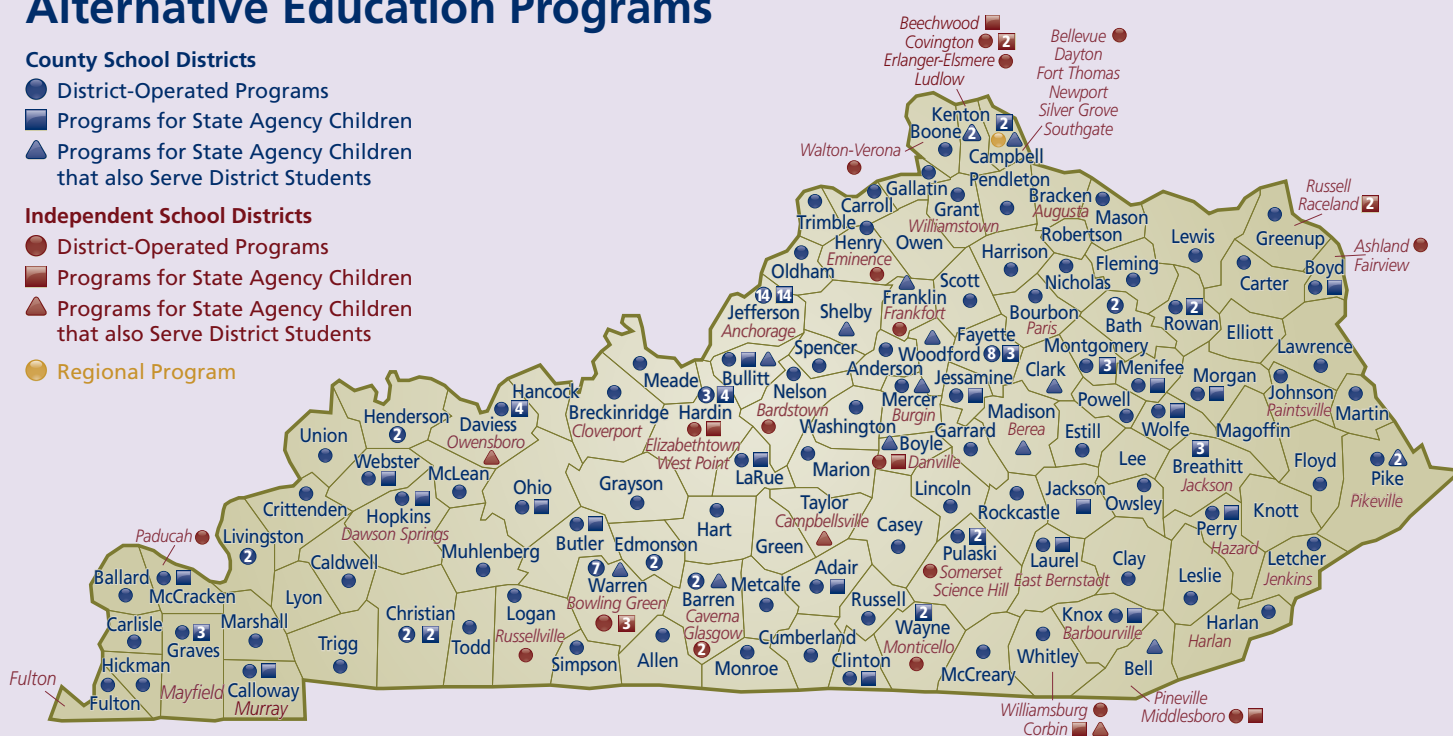 Alternative Education Programs
County School Districts
District-Operated Programs
Programs for State Agency Children
Programs for State Agency Children
that also Serve District Students
Independent School Districts
District-Operated Programs
Programs for State Agency Children
Programs for State Agency Children
that also Serve District Students
Regional Program
Beechwood
Covington 2
Erlanger-Elsmere
Ludlow
Bellevue
Dayton
Fort Thomas
Newport
Silver Grove
Southgate
Kenton 2
Boone 2
Campbell
Walton-Verona
Gallatin
Pendleton
Carroll
Grant
Williamstown
Bracken
Augusta
Mason
Robertson
Trimble
Henry
Eminence
Owen
Harrison
Lewis
Russell
Raceland 2
Greenup
Ashland
Fairview
Boyd
Carter
Oldham
Scott
Nicholas
Fleming
14 14
Jefferson
Anchorage
Shelby
Franklin
Frankfort
Bourbon
Paris
2
Bath
2
Rowan
Elliott
Lawrence
Spencer
Woodford
Fayette
8 3
Montgomery
3
Menifee
Anderson
Jessamine
Clark
Morgan
Johnson
Paintsville
Martin
Bullitt
Nelson
Bardstown
Mercer
Burgin
Madison
Berea
Powell
Wolfe
Magoffin
Meade
Hancock
Breckinridge
Cloverport
3 4
Hardin
Elizabethtown
West Point
Washington
Boyle
Danville
Garrard
Estill
Lee
3
Breathitt
Jackson
Floyd
2
Pike
Pikeville
Henderson
2
4
Daviess
Owensboro
Union
Webster
McLean
Ohio
Grayson
LaRue
Marion
Lincoln
Rockcastle
Jackson
Owsley
Perry
Hazard
Knott
Letcher
Jenkins
Crittenden
Hopkins
Dawson Springs
Muhlenberg
Butler
Edmonson
2
Hart
Green
Taylor
Campbellsville
Casey
2
Pulaski
Somerset
Science Hill
Laurel
East Bernstadt
Clay
Leslie
Paducah
Livingston
2
Caldwell
Lyon
Ballard
McCracken
7
Warren
Bowling Green
3
2
Barren
Caverna
Glasgow
2
Metcalfe
Adair
Russell
2
Wayne
Monticello
Knox
Barbourville
Harlan
Harlan
Carlisle
3
Graves
Marshall
Christian
2 2
Todd
Logan
Russellville
Simpson
Allen
Monroe
Cumberland
Clinton
McCreary
Whitley
Bell
Trigg
Hickman
Fulton
Fulton
Mayfield
Calloway
Murray
Williamsburg
Corbin
Pineville
Middlesboro